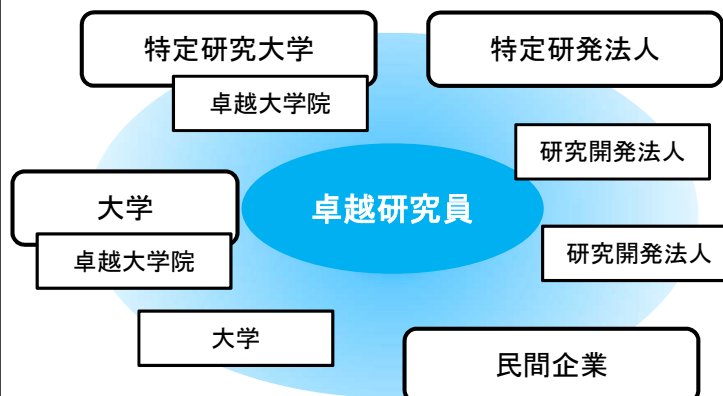 特定研究大学
特定研発法人
卓越大学院
研究開発法人
大学
卓越研究員
卓越大学院
研究開発法人
大学
民間企業